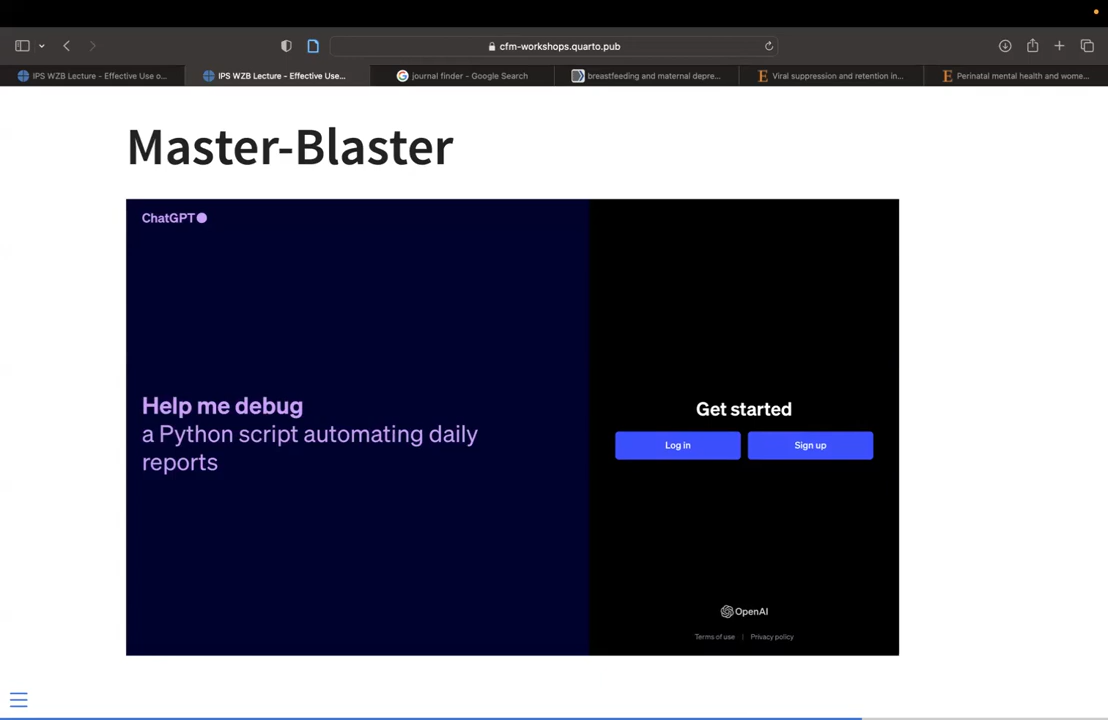 cfm-workshops.quarto.pub
IPS WZB Lecture - Effective Use o...
IPS WZB Lecture - Effective Use...
journal finder - Google Search
breastfeeding and maternal depre...
Viral suppression and retention in...
Perinatal mental health and wome...
Master-Blaster
ChatGPT
Help me debug
a Python script automating daily
reports
Get started
Log in
Sign up
OpenAI
Terms of use | Privacy policy